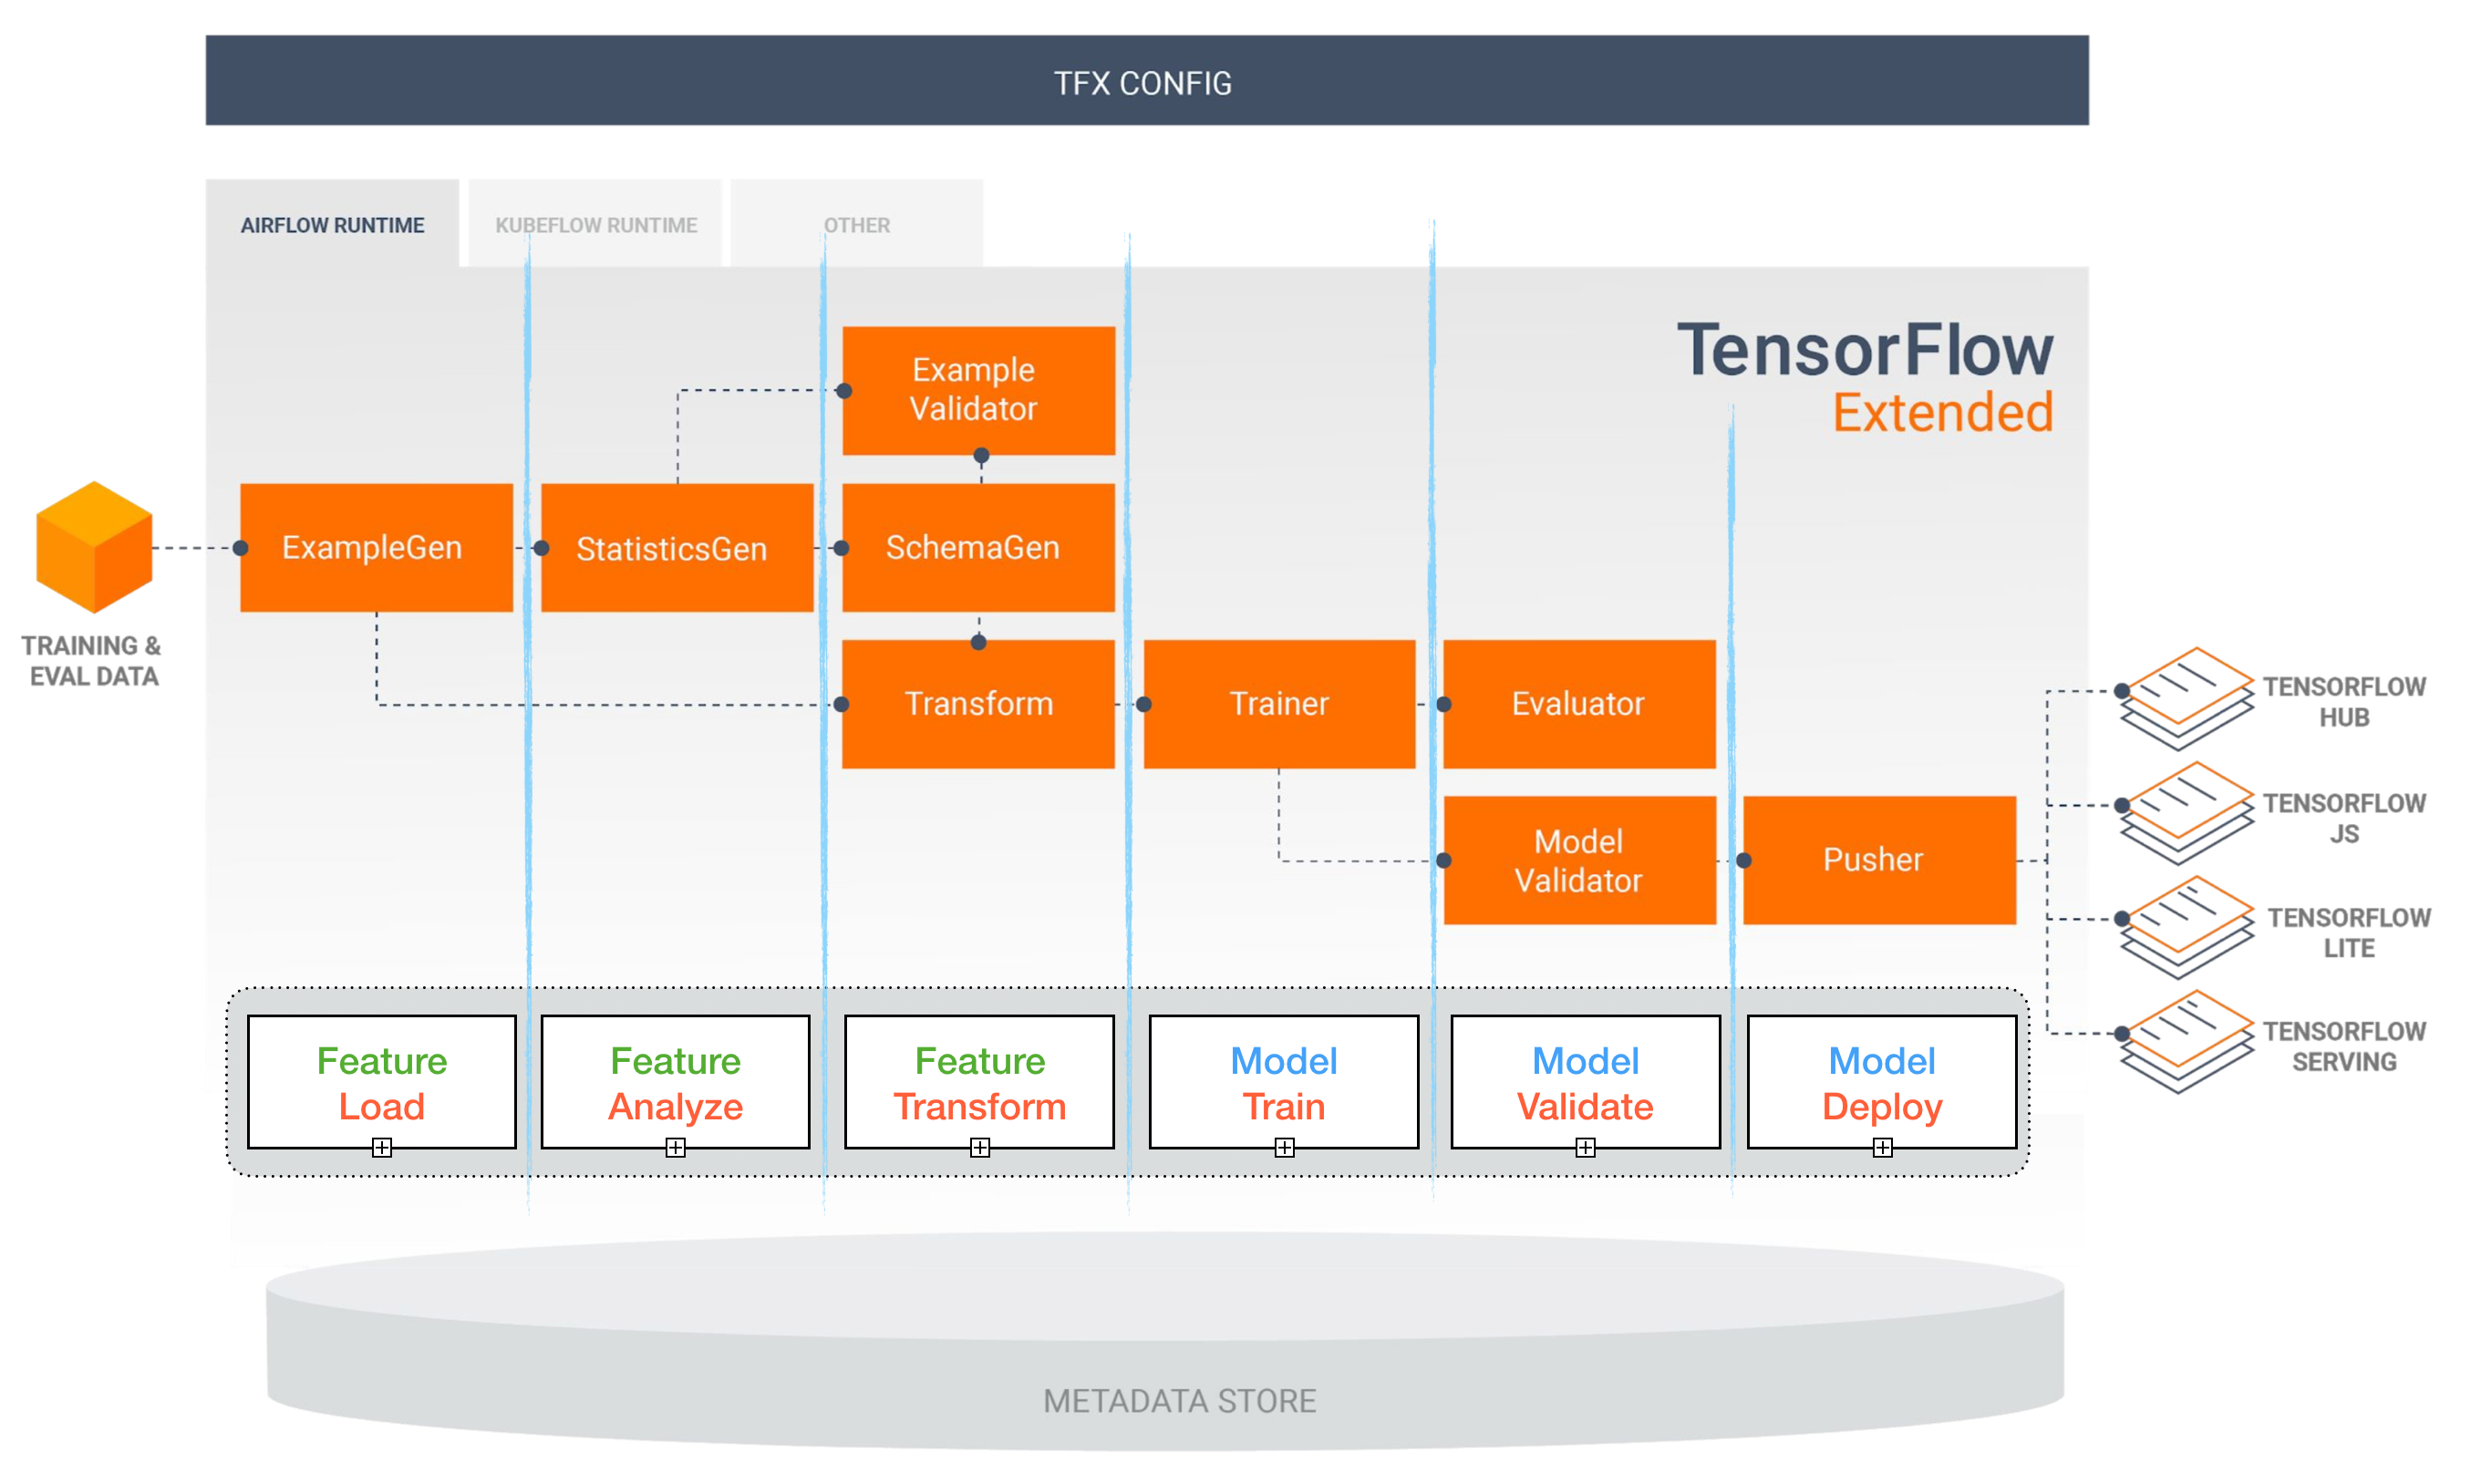 TFX CONFIG
AIRFLOW RUNTIME
KUBEFLOW RUNTIME
OTHER
TensorFlow
Extended
Example
Validator
ExampleGen
StatisticsGen
SchemaGen
TRAINING &
EVAL DATA
Transform
Trainer
Evaluator
Model
Validator
Pusher
TENSORFLOW
HUB
TENSORFLOW
JS
TENSORFLOW
LITE
TENSORFLOW
SERVING
Feature
Load
Feature
Analyze
Feature
Transform
Model
Train
Model
Validate
Model
Deploy
METADATA STORE